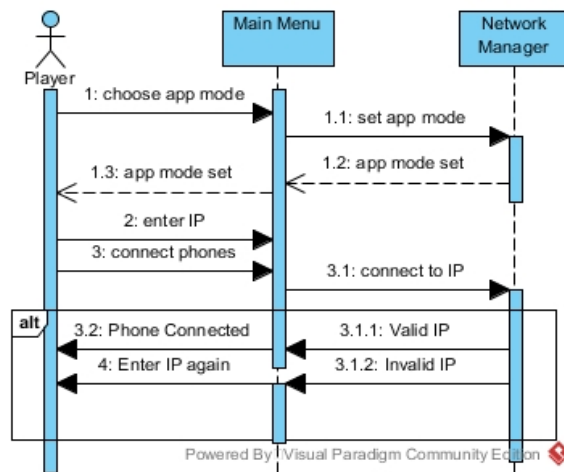 Player
Main Menu
Network
Manager
1: choose app mode
1.1: set app mode
1.2: app mode set
1.3: app mode set
2: enter IP
3: connect phones
3.1: connect to IP
alt
3.2: Phone Connected
3.1.1: Valid IP
4: Enter IP again
3.1.2: Invalid IP
Powered By Visual Paradigm Community Edition